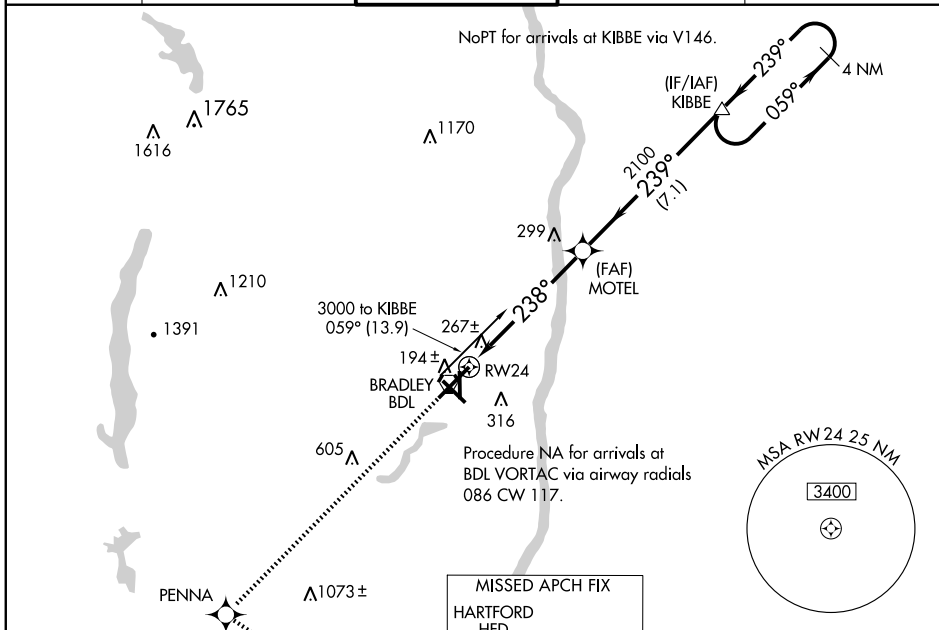 NoPT for arrivals at KIBBE via V146.
239°
4 NM
(IF/IAF)
KIBBE
059°
1765
1616
1170
2100
239°
(7.1)
299
(FAF)
MOTEL
1210
238°
3000 to KIBBE
059° (13.9)
1391
267±
194±
RW24
BRADLEY
BDL
316
605
Procedure NA for arrivals at
BDL VORTAC via airway radials
086 CW 117.
MSA RW24 25 NM
3400
PENNA
1073±
MISSED APCH FIX
HARTFORD
HFD